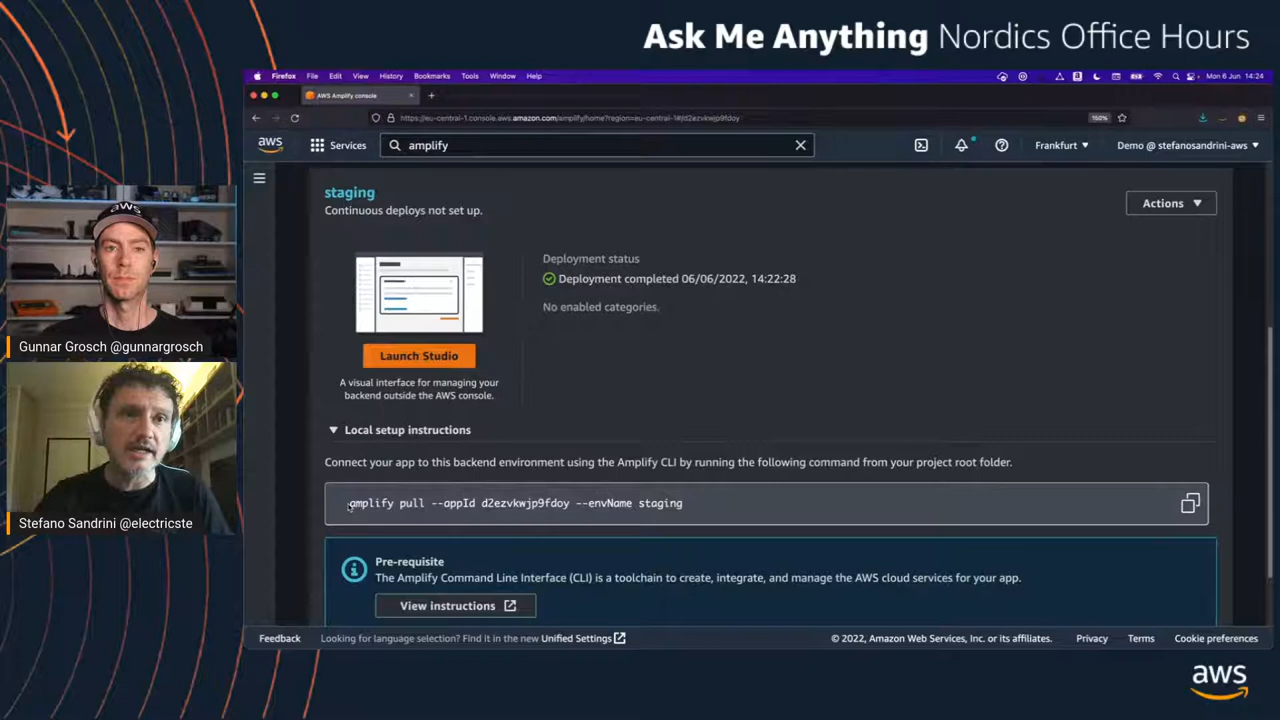 Ask Me Anything Nordics Office Hours
Firefox File Edit View History Bookmarks Tools Window Help
Mon 6 Jun 14:24
AWS Amplify console
https://eu-central-1.console.aws.amazon.com/amplify/home?region=eu-central-1#/d2ezvkwjp9fdoy
150%
aws
Services
amplify
Frankfurt
Demo @ stefanosandrini-aws
staging
Continuous deploys not set up.
Actions
Deployment status
Deployment completed 06/06/2022, 14:22:28
No enabled categories.
Launch Studio
A visual interface for managing your
backend outside the AWS console.
Local setup instructions
Connect your app to this backend environment using the Amplify CLI by running the following command from your project root folder.
amplify pull --appId d2ezvkwjp9fdoy --envName staging
Pre-requisite
The Amplify Command Line Interface (CLI) is a toolchain to create, integrate, and manage the AWS cloud services for your app.
View instructions
Feedback
Looking for language selection? Find it in the new Unified Settings
© 2022, Amazon Web Services, Inc. or its affiliates.
Privacy
Terms
Cookie preferences
aws
Gunnar Grosch @gunnargrosch
Stefano Sandrini @electricste
aws